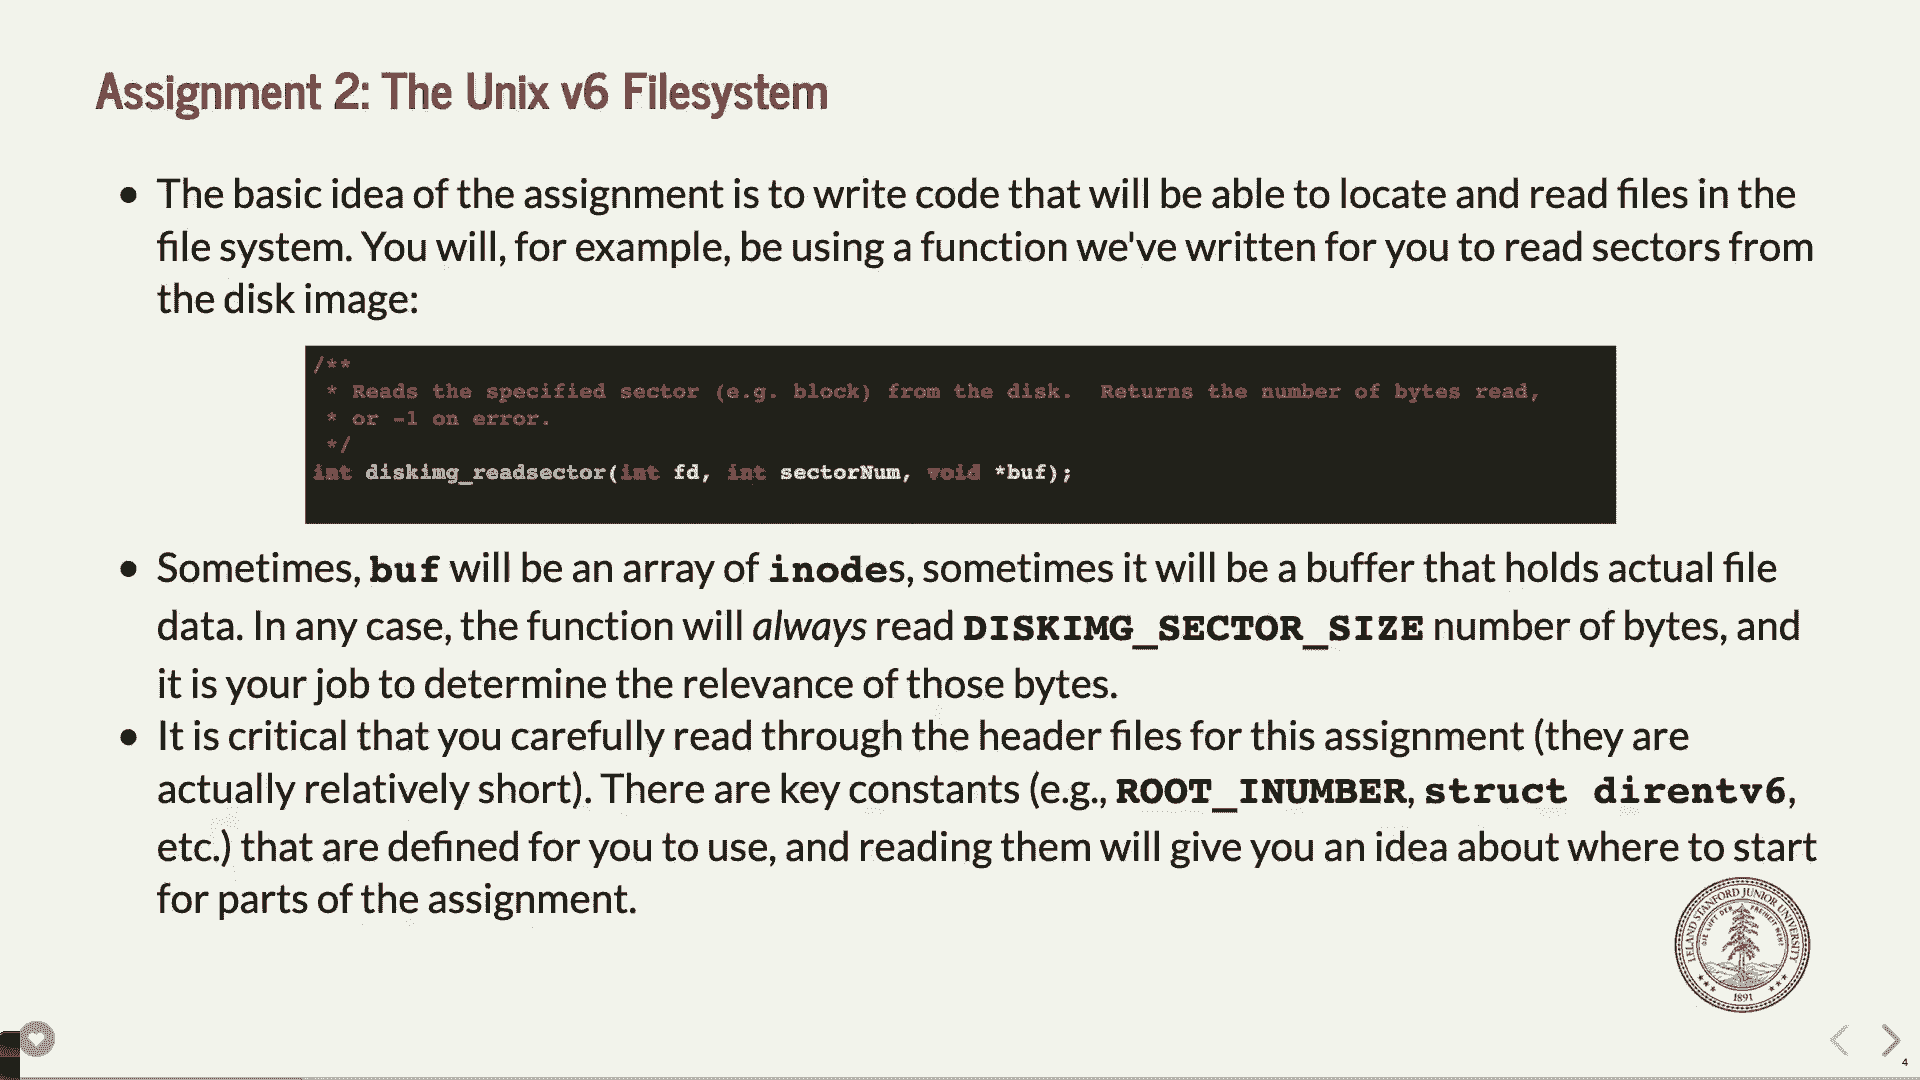 Assignment 2: The Unix v6 Filesystem
• The basic idea of the assignment is to write code that will be able to locate and read files in the
file system. You will, for example, be using a function we've written for you to read sectors from
the disk image:
/**
 * Reads the specified sector (e.g. block) from the disk.  Returns the number of bytes read,
 * or -1 on error.
 */
int diskimg_readsector(int fd, int sectorNum, void *buf);
• Sometimes, buf will be an array of inodes, sometimes it will be a buffer that holds actual file
data. In any case, the function will always read DISKIMG_SECTOR_SIZE number of bytes, and
it is your job to determine the relevance of those bytes.
• It is critical that you carefully read through the header files for this assignment (they are
actually relatively short). There are key constants (e.g., ROOT_INUMBER, struct direntv6,
etc.) that are defined for you to use, and reading them will give you an idea about where to start
for parts of the assignment.
LELAND STANFORD JUNIOR UNIVERSITY
DIE LUFT DER FREIHEIT WEHT
1891
4